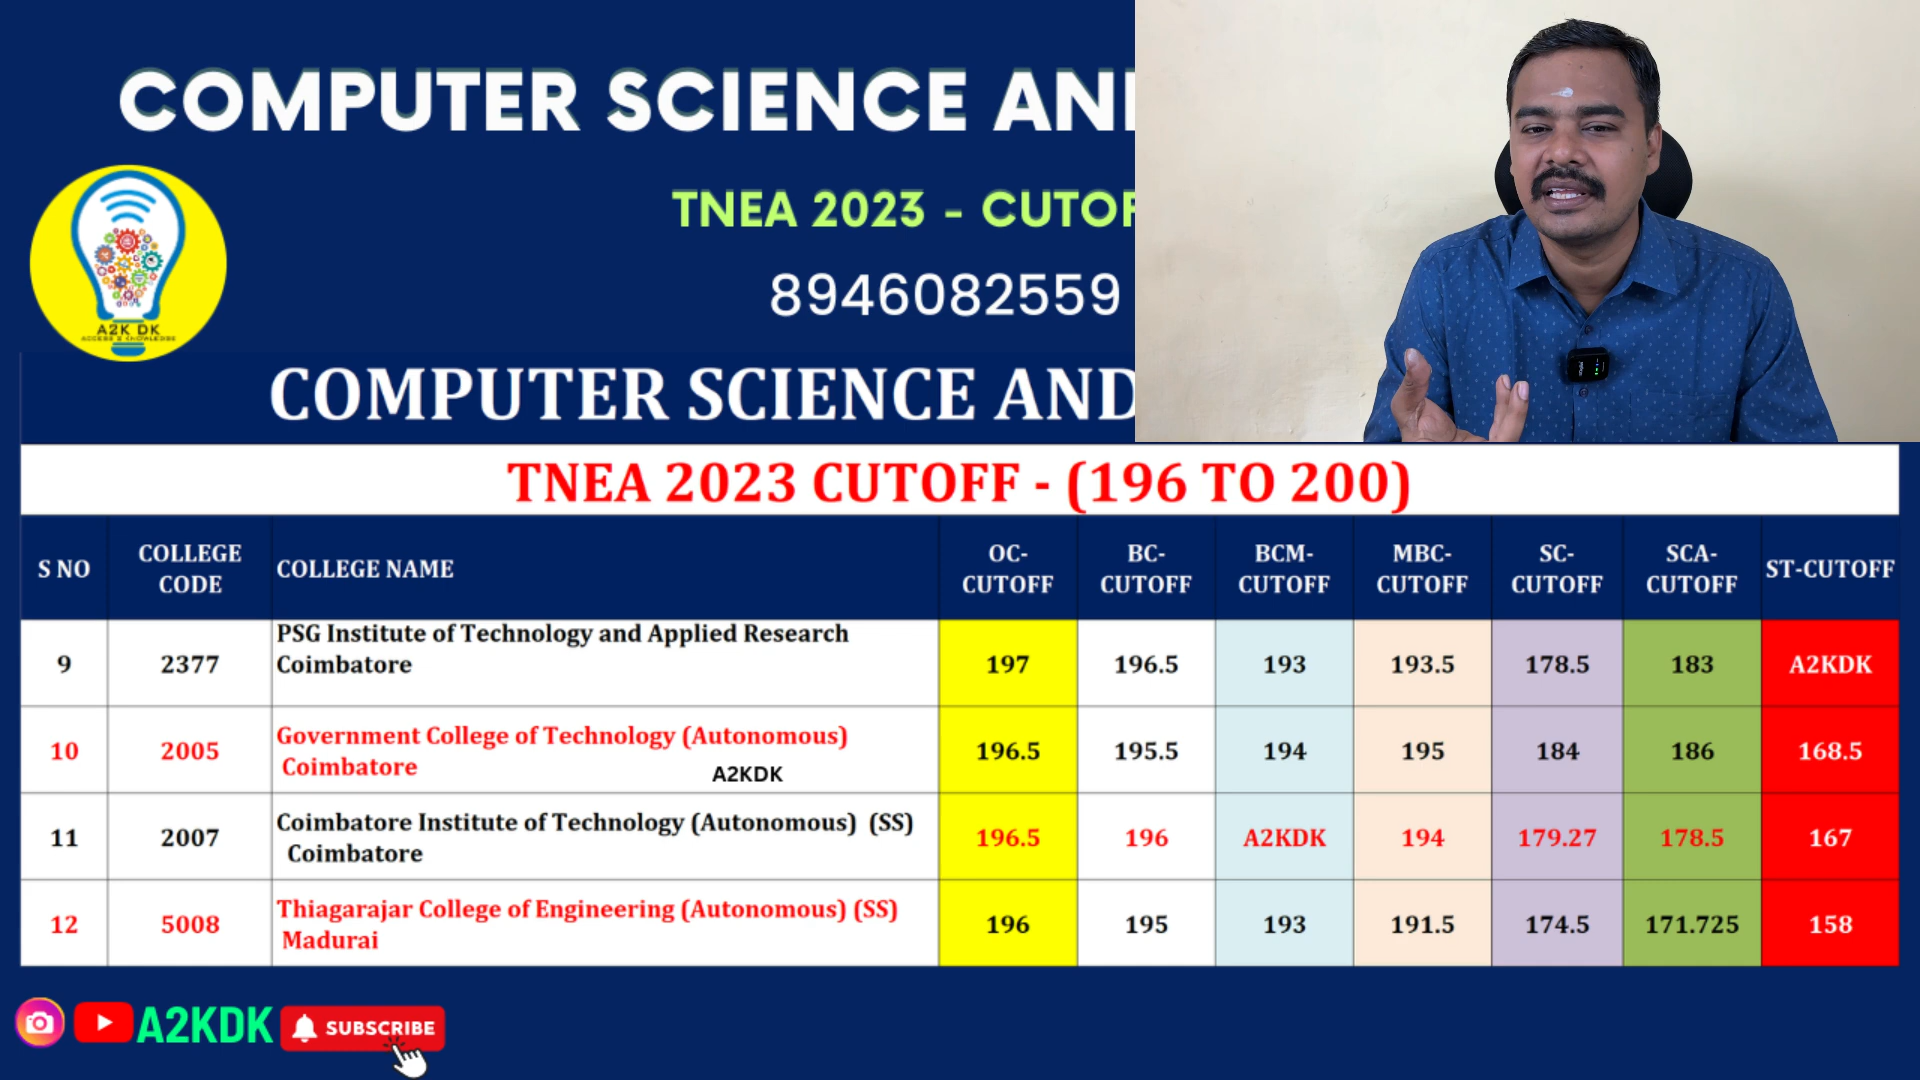 COMPUTER SCIENCE AN
TNEA 2023 - CUTOF
8946082559
A2K DK
ACCESS 2 KNOWLEDGE
COMPUTER SCIENCE AND
TNEA 2023 CUTOFF - (196 TO 200)
S NO COLLEGE CODE COLLEGE NAME OC-CUTOFF BC-CUTOFF BCM-CUTOFF MBC-CUTOFF SC-CUTOFF SCA-CUTOFF ST-CUTOFF
9 2377 PSG Institute of Technology and Applied Research Coimbatore 197 196.5 193 193.5 178.5 183 A2KDK
10 2005 Government College of Technology (Autonomous) Coimbatore 196.5 195.5 194 195 184 186 168.5
A2KDK
11 2007 Coimbatore Institute of Technology (Autonomous) (SS) Coimbatore 196.5 196 A2KDK 194 179.27 178.5 167
12 5008 Thiagarajar College of Engineering (Autonomous) (SS) Madurai 196 195 193 191.5 174.5 171.725 158
A2KDK SUBSCRIBE